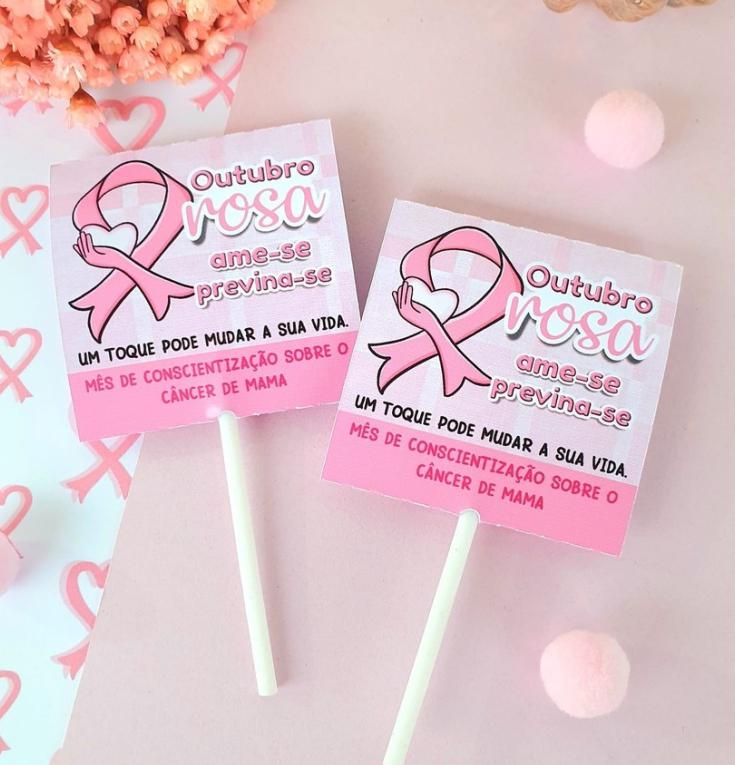 Outubro
rosa
ame-se
previna-se
UM TOQUE PODE MUDAR A SUA VIDA.
MÊS DE CONSCIENTIZAÇÃO SOBRE O
CÂNCER DE MAMA
Outubro
rosa
ame-se
previna-se
UM TOQUE PODE MUDAR A SUA VIDA.
MÊS DE CONSCIENTIZAÇÃO SOBRE O
CÂNCER DE MAMA